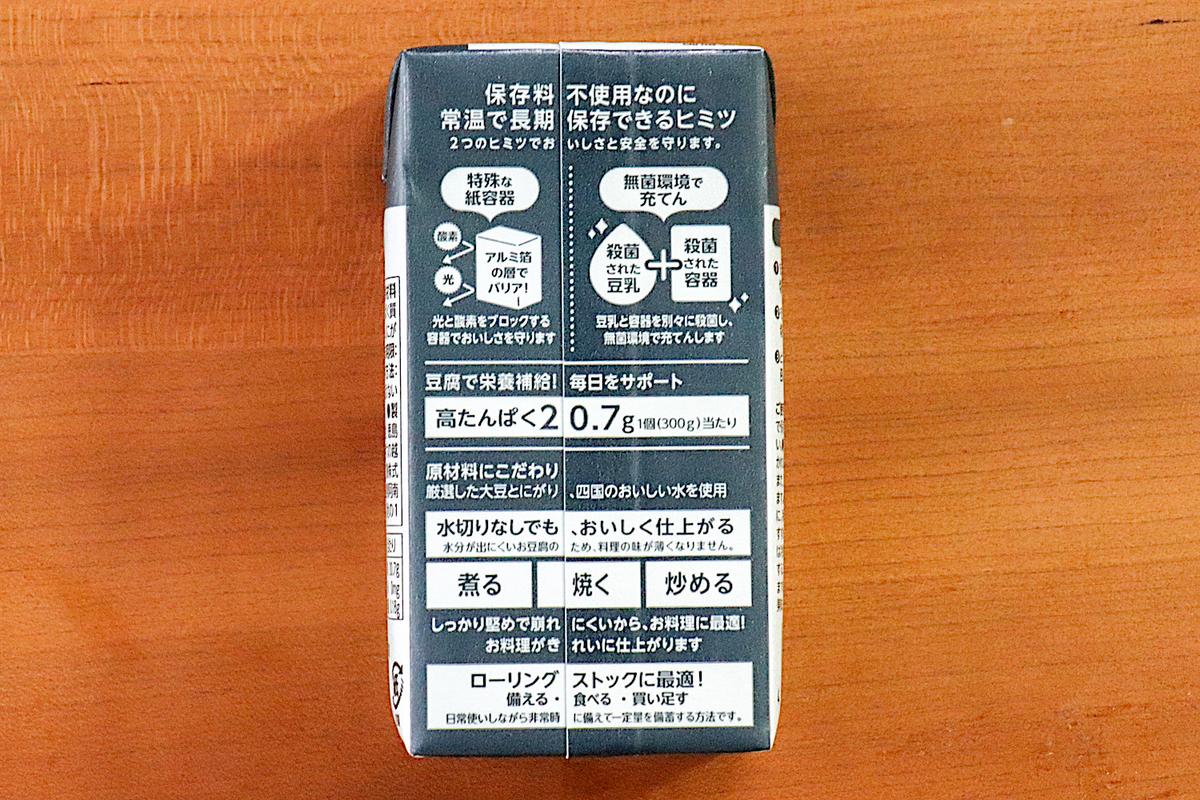 保存料不使用なのに
常温で長期保存できるヒミツ
2つのヒミツでおいしさと安全を守ります。
特殊な
紙容器
酸素
光
アルミ箔
の層で
バリア!
光と酸素をブロックする
容器でおいしさを守ります
無菌環境で
充てん
殺菌
された
豆乳
+
殺菌
された
容器
豆乳と容器を別々に殺菌し、
無菌環境で充てんします
豆腐で栄養補給!毎日をサポート
高たんぱく20.7g1個(300g)当たり
原材料にこだわり
厳選した大豆とにがり、四国のおいしい水を使用
水切りなしでも、おいしく仕上がる
水分が出にくいお豆腐のため、料理の味が薄くなりません。
煮る 焼く 炒める
しっかり堅めで崩れにくいから、お料理に最適!
お料理がきれいに仕上がります
ローリングストックに最適!
備える・食べる・買い足す
日常使いしながら非常時に備えて一定量を備蓄する方法です。